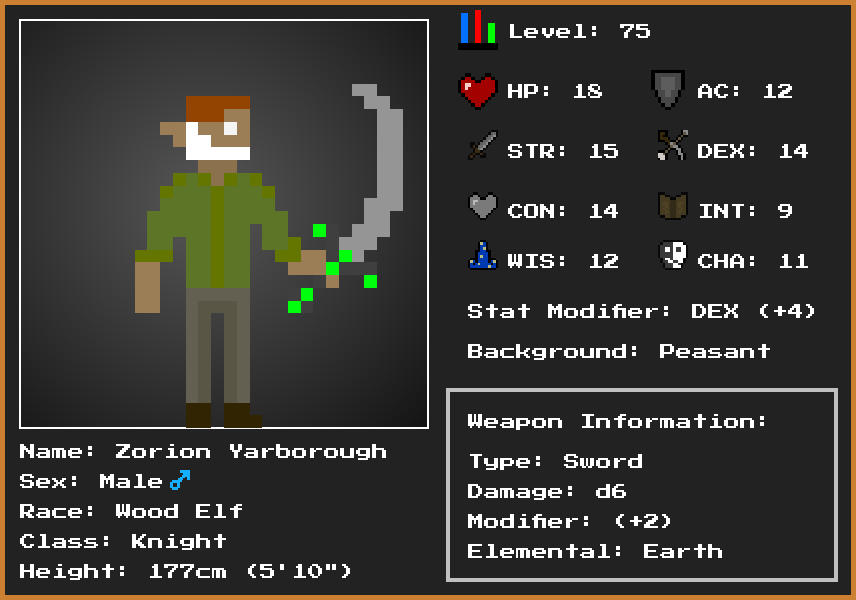 Level: 75
HP: 18
AC: 12
STR: 15
DEX: 14
CON: 14
INT: 9
WIS: 12
CHA: 11
Stat Modifier: DEX (+4)
Background: Peasant
Weapon Information:
Type: Sword
Damage: d6
Modifier: (+2)
Elemental: Earth
Name: Zorion Yarborough
Sex: Male♂
Race: Wood Elf
Class: Knight
Height: 177cm (5'10")